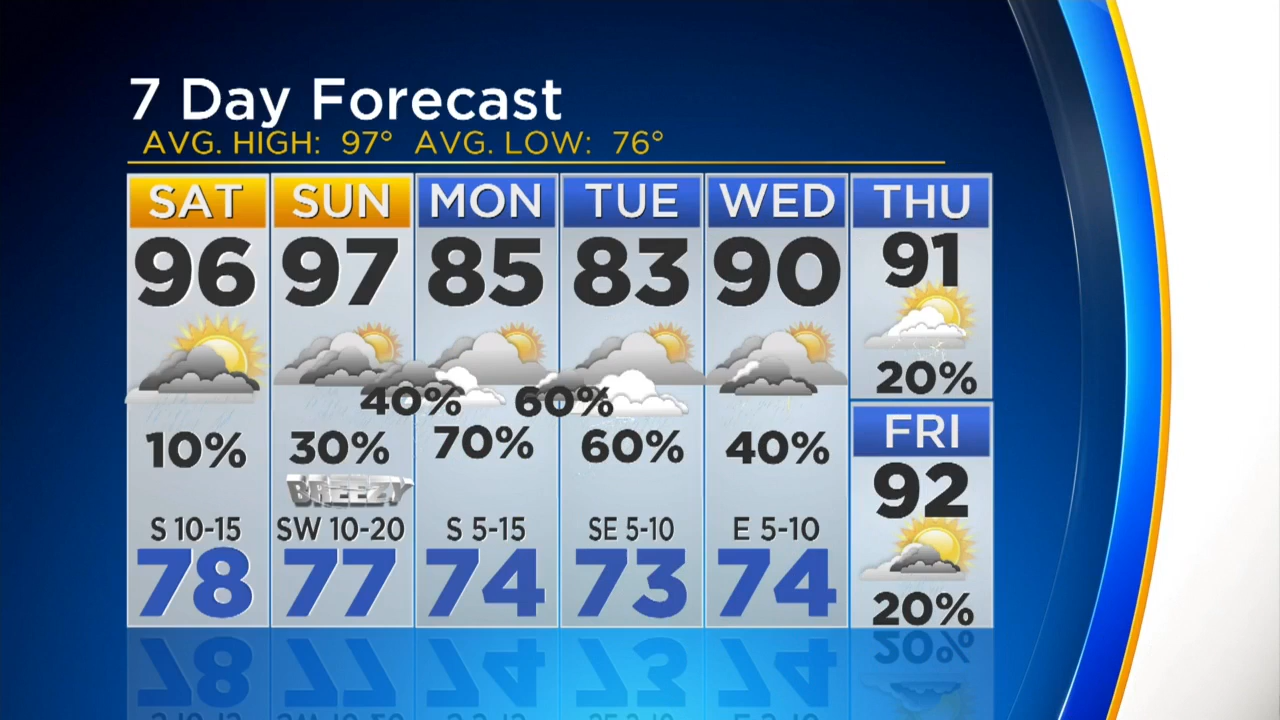 7 Day Forecast
AVG. HIGH: 97° AVG. LOW: 76°
SAT SUN MON TUE WED THU
96 97 85 83 90 91
40% 60% 20%
10% 30% 70% 60% 40% FRI
BREEZY 92
S 10-15 SW 10-20 S 5-15 SE 5-10 E 5-10
78 77 74 73 74 20%